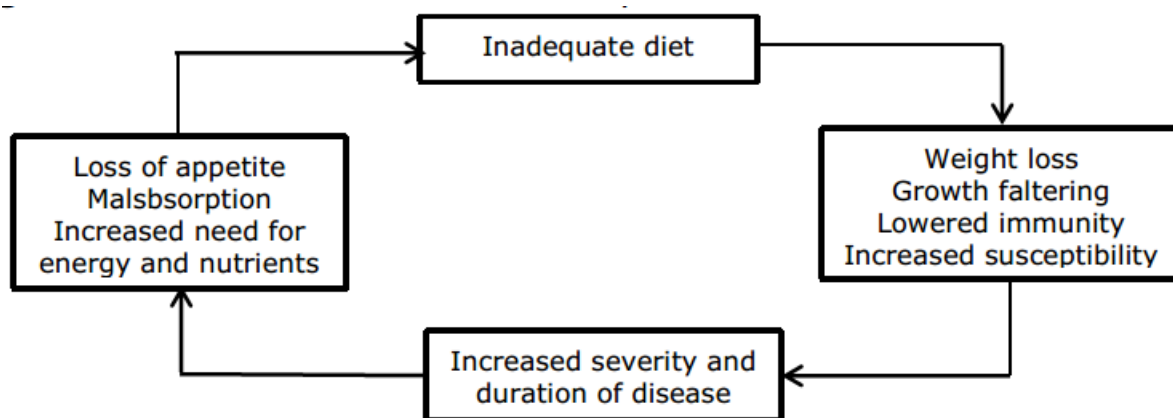 Inadequate diet
Weight loss
Growth faltering
Lowered immunity
Increased susceptibility
Increased severity and
duration of disease
Loss of appetite
Malsbsorption
Increased need for
energy and nutrients